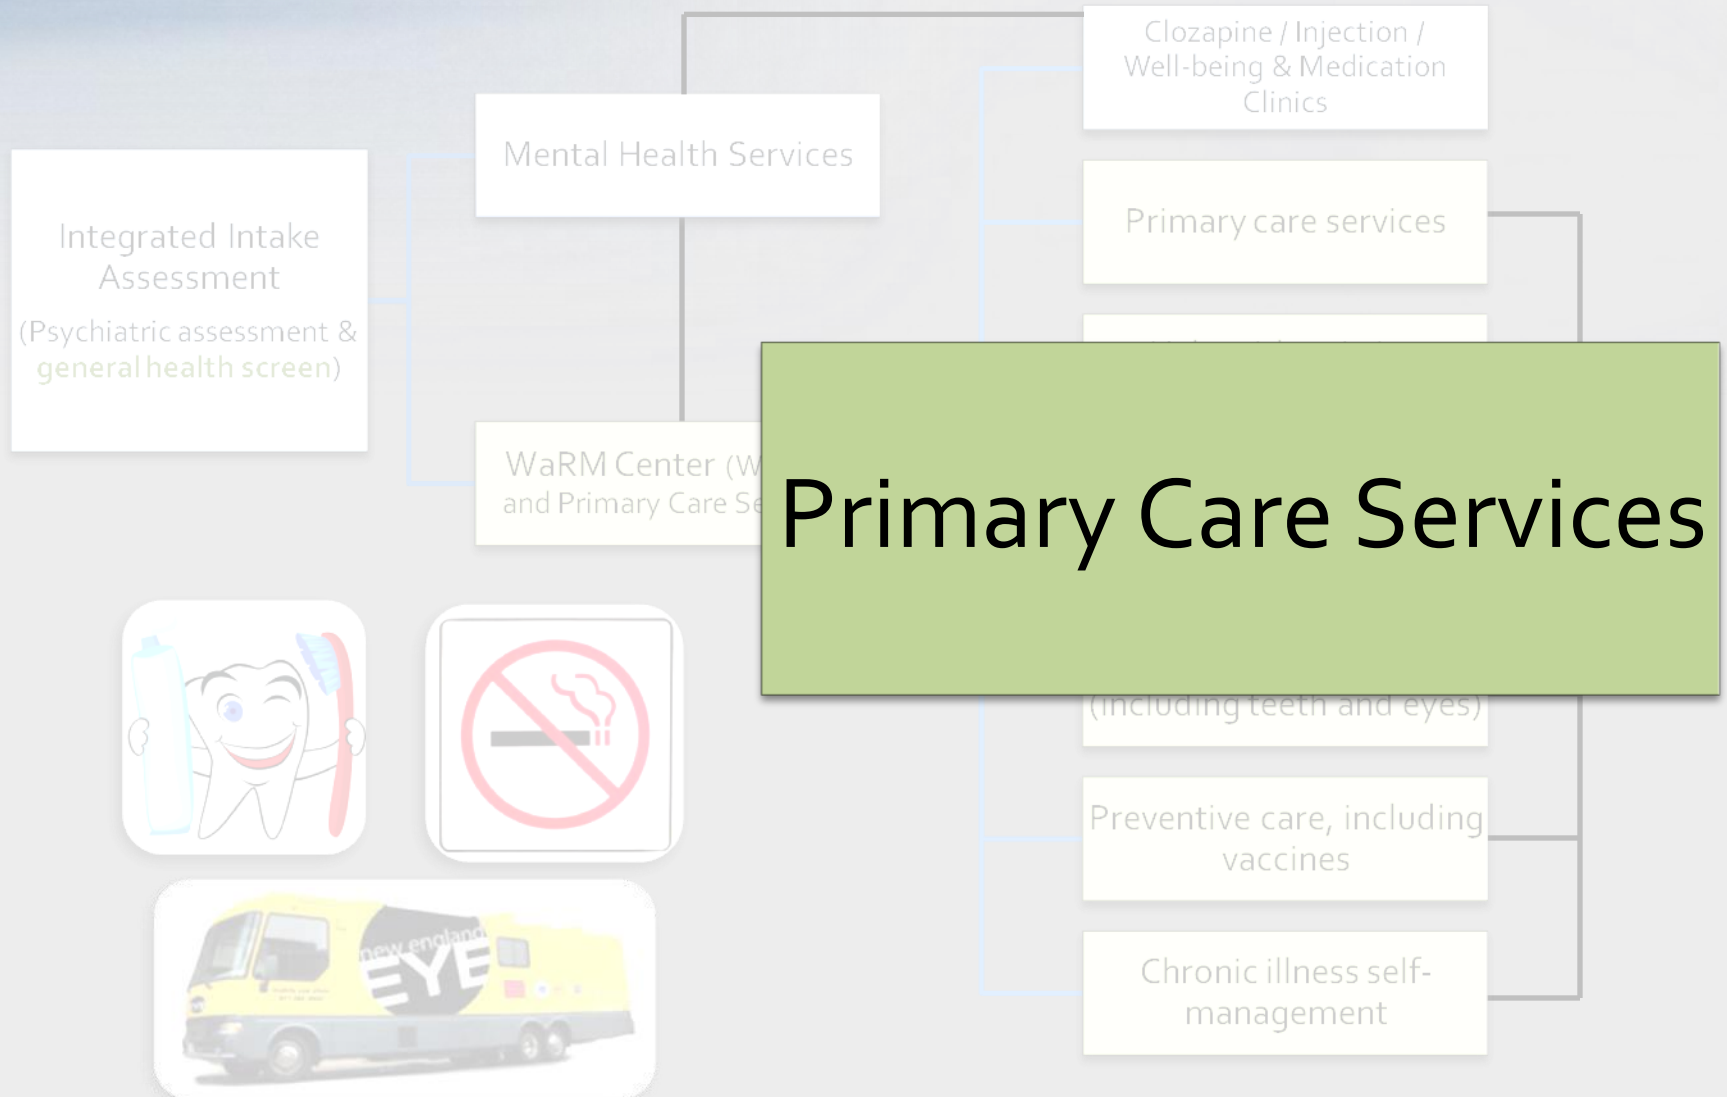 Clozapine / Injection /
Well-being & Medication
Clinics
Mental Health Services
Primary care services
Integrated Intake
Assessment
(Psychiatric assessment &
general health screen)
WaRM Center
and Primary Care
Primary Care Services
(including teeth and eyes)
Preventive care, including
vaccines
Chronic illness self-
management
new england
EYE